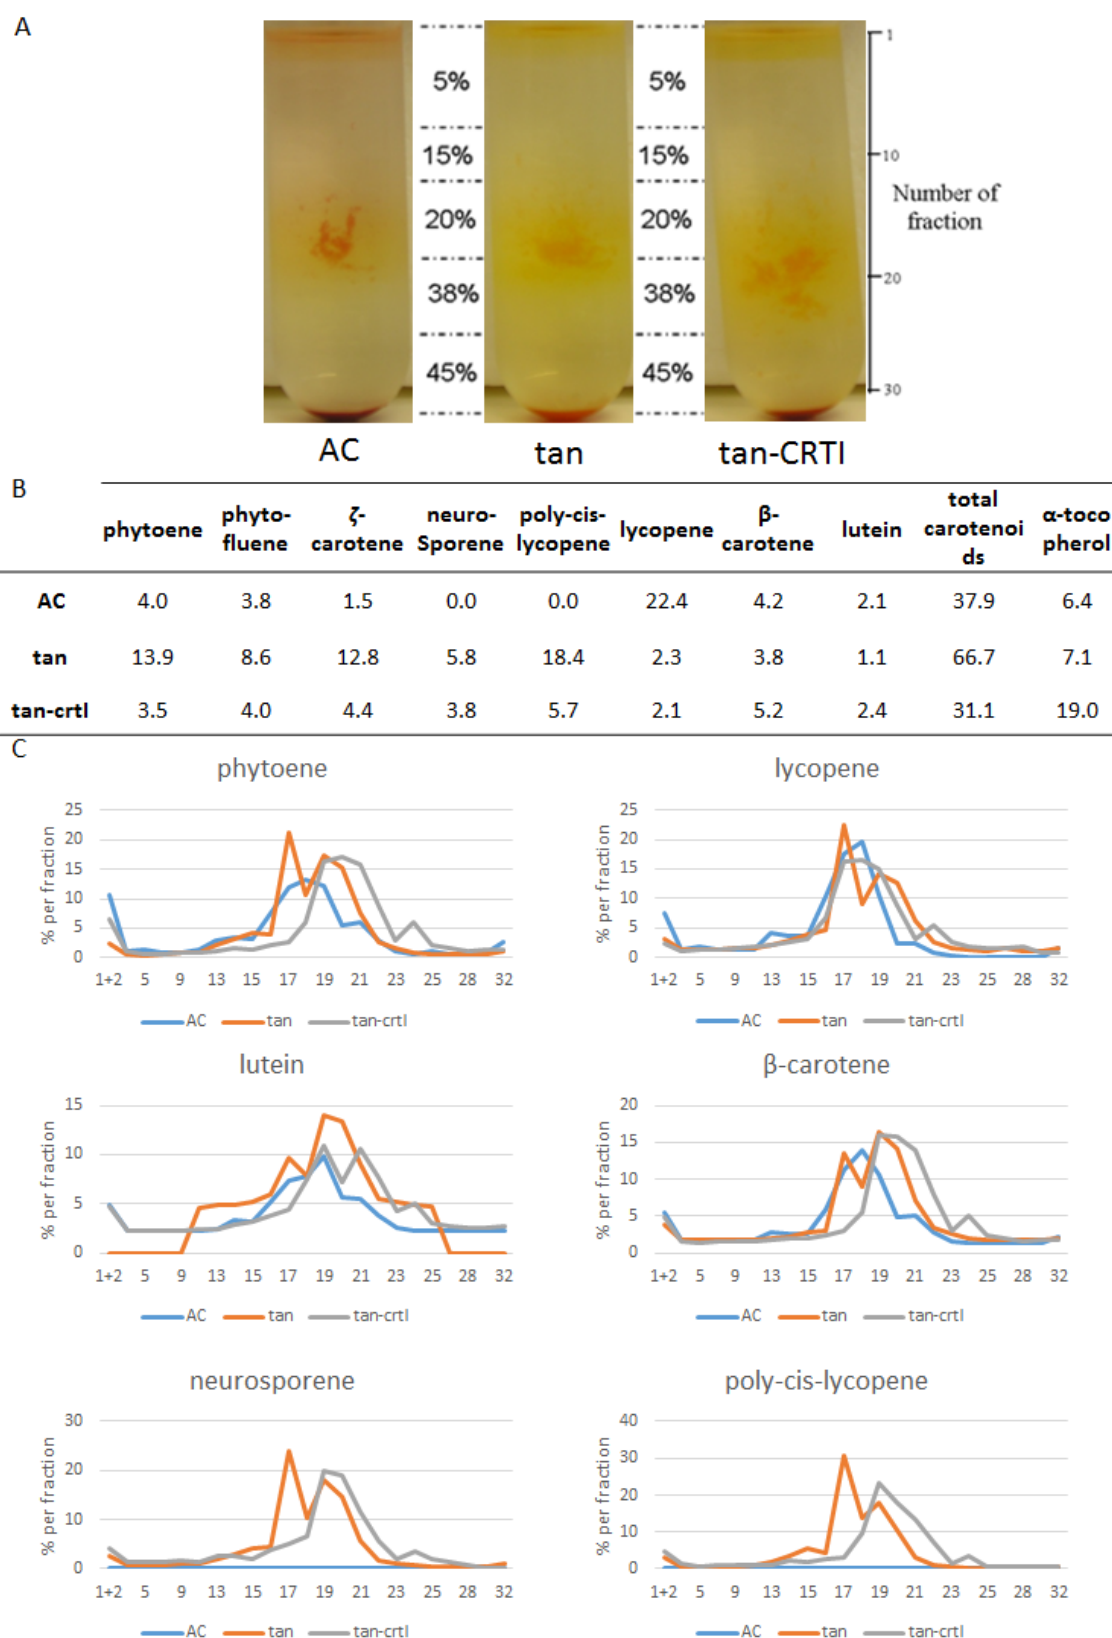 A
5%
5%
1
15%
15%
10
20%
20%
Number of
fraction
38%
38%
20
45%
45%
30
AC
tan
tan-CRTI
B
phytoene
phyto-
fluene
ζ-
carotene
neuro-
Sporene
poly-cis-
lycopene
lycopene
β-
carotene
lutein
total
carotenoi
ds
α-toco
pherol
AC 4.0 3.8 1.5 0.0 0.0 22.4 4.2 2.1 37.9 6.4
tan 13.9 8.6 12.8 5.8 18.4 2.3 3.8 1.1 66.7 7.1
tan-crtI 3.5 4.0 4.4 3.8 5.7 2.1 5.2 2.4 31.1 19.0
C
phytoene
% per fraction
25
20
15
10
5
0
1+2 5 9 13 15 17 19 21 23 25 28 32
AC tan tan-crtI
lycopene
% per fraction
25
20
15
10
5
0
1+2 5 9 13 15 17 19 21 23 25 28 32
AC tan tan-crtI
lutein
% per fraction
15
10
5
0
1+2 5 9 13 15 17 19 21 23 25 28 32
AC tan tan-crtI
β-carotene
% per fraction
20
15
10
5
0
1+2 5 9 13 15 17 19 21 23 25 28 32
AC tan tan-crtI
neurosporene
% per fraction
30
20
10
0
1+2 5 9 13 15 17 19 21 23 25 28 32
AC tan tan-crtI
poly-cis-lycopene
% per fraction
40
30
20
10
0
1+2 5 9 13 15 17 19 21 23 25 28 32
AC tan tan-crtI